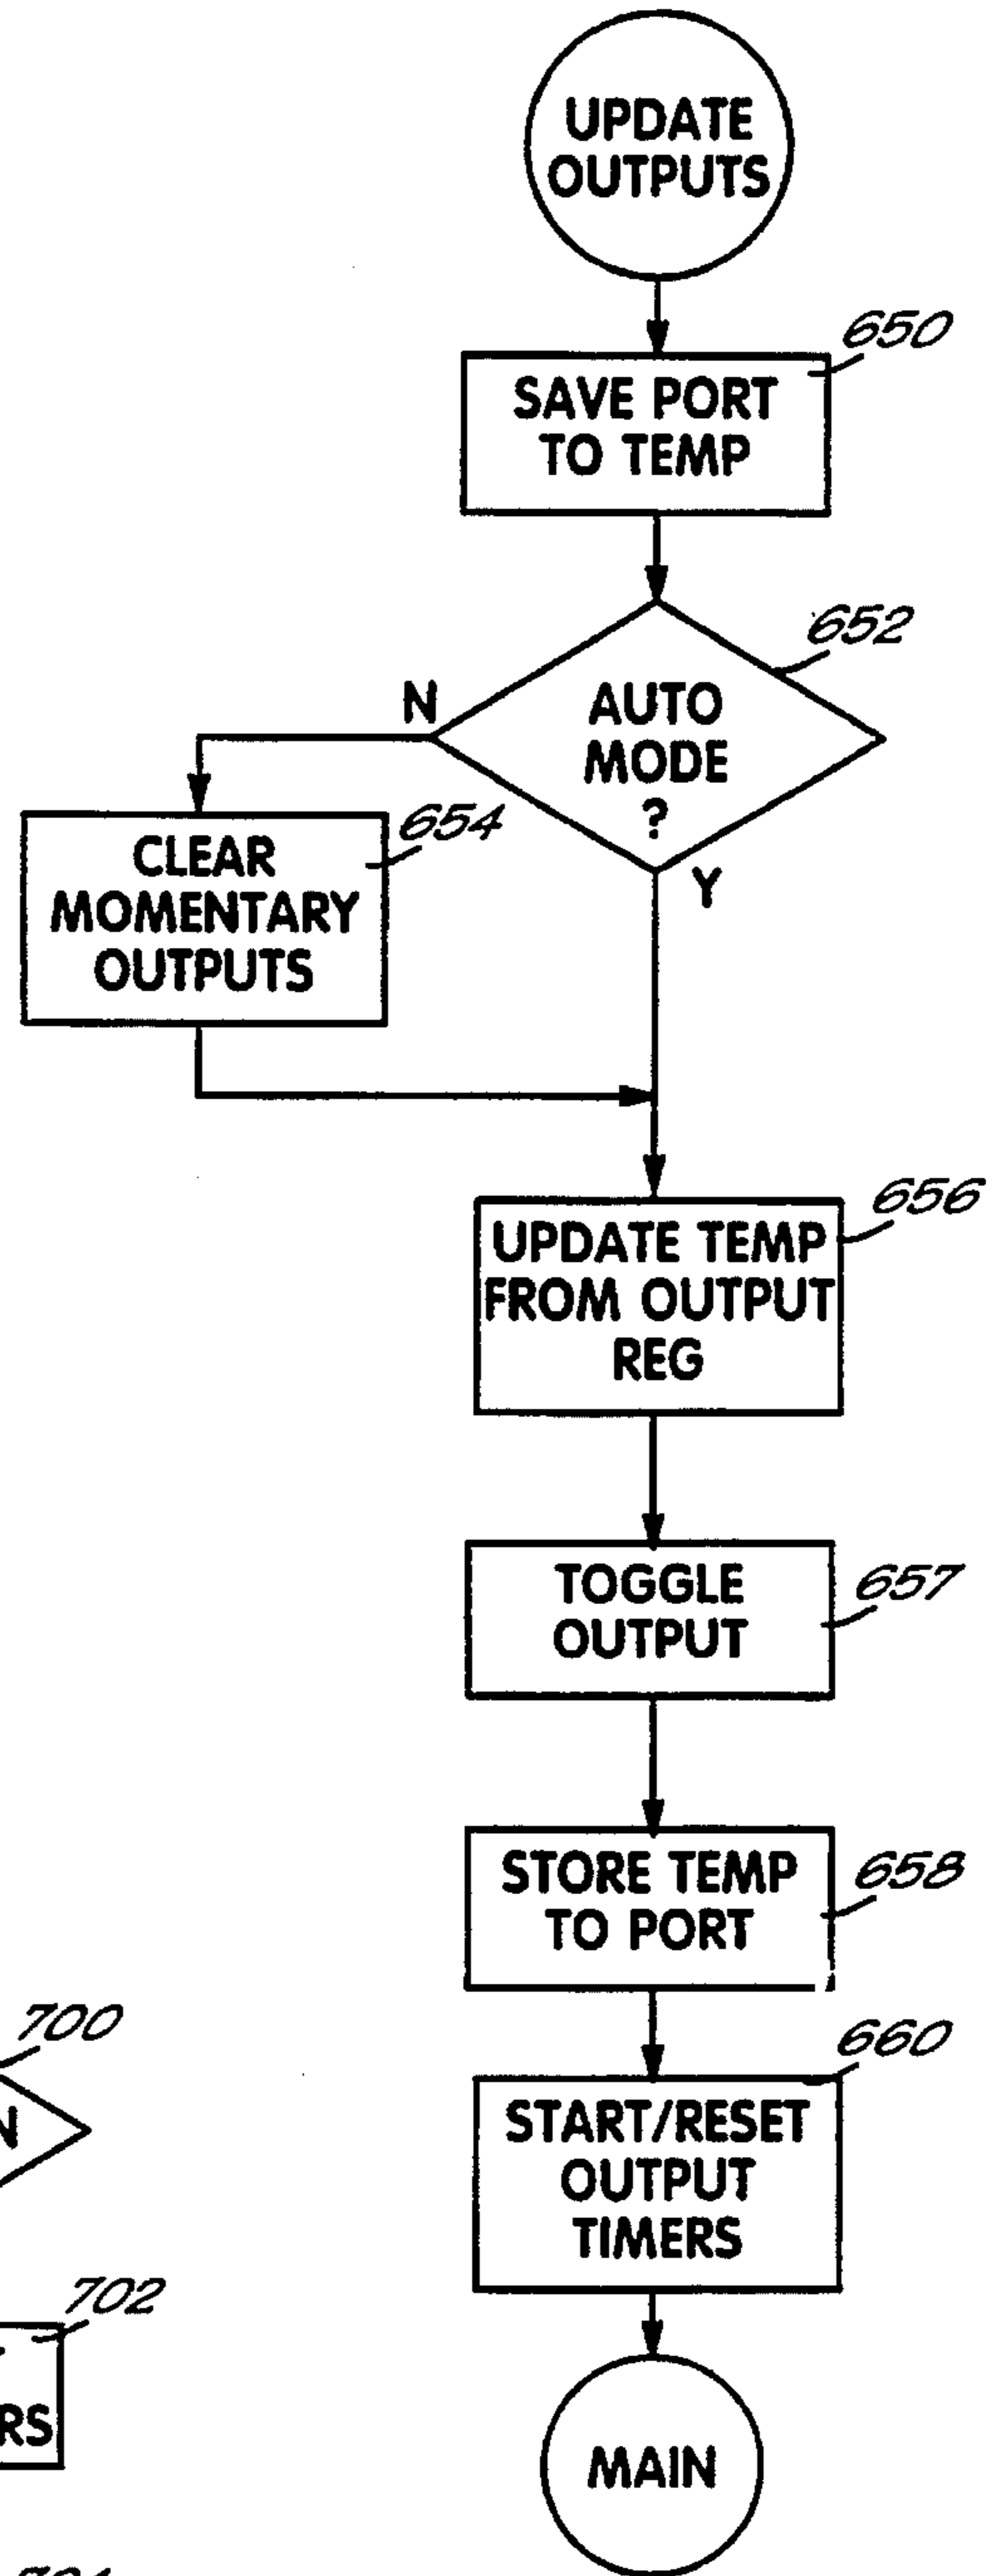 UPDATE
OUTPUTS
650
SAVE PORT
TO TEMP
652
N
AUTO
MODE
?
Y
654
CLEAR
MOMENTARY
OUTPUTS
656
UPDATE TEMP
FROM OUTPUT
REG
TOGGLE
OUTPUT
657
STORE TEMP
TO PORT
658
700
N
660
START/RESET
OUTPUT
TIMERS
702
RS
MAIN